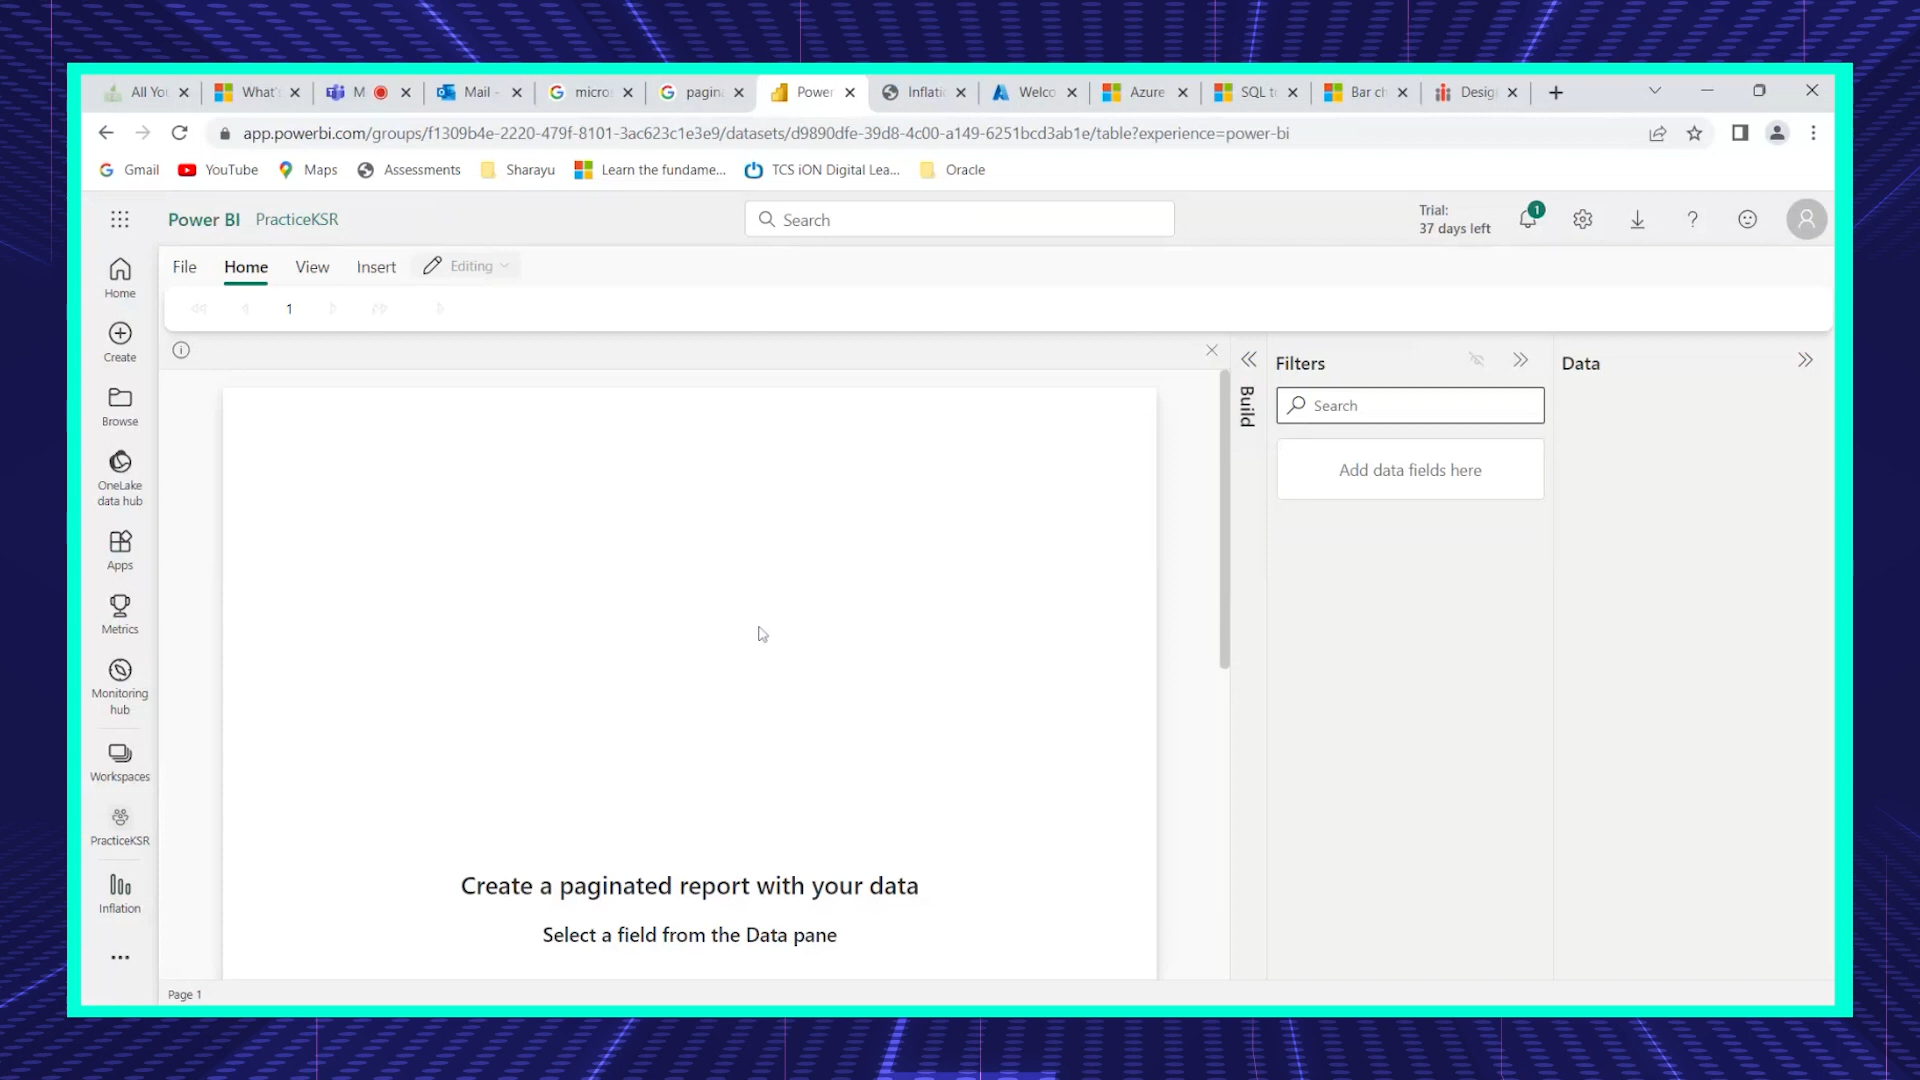 All You
What's
M
Mail -
micro
pagin
Power
Inflatio
Welco
Azure
SQL to
Bar ch
Desig
app.powerbi.com/groups/f1309b4e-2220-479f-8101-3ac623c1e3e9/datasets/d9890dfe-39d8-4c00-a149-6251bcd3ab1e/table?experience=power-bi
Gmail
YouTube
Maps
Assessments
Sharayu
Learn the fundame...
TCS iON Digital Lea...
Oracle
Power BI PracticeKSR
Search
Trial:
37 days left
1
File
Home
View
Insert
Editing
1
Home
Create
Browse
OneLake
data hub
Apps
Metrics
Monitoring
hub
Workspaces
PracticeKSR
Inflation
Build
Filters
Search
Add data fields here
Data
Create a paginated report with your data
Select a field from the Data pane
Page 1